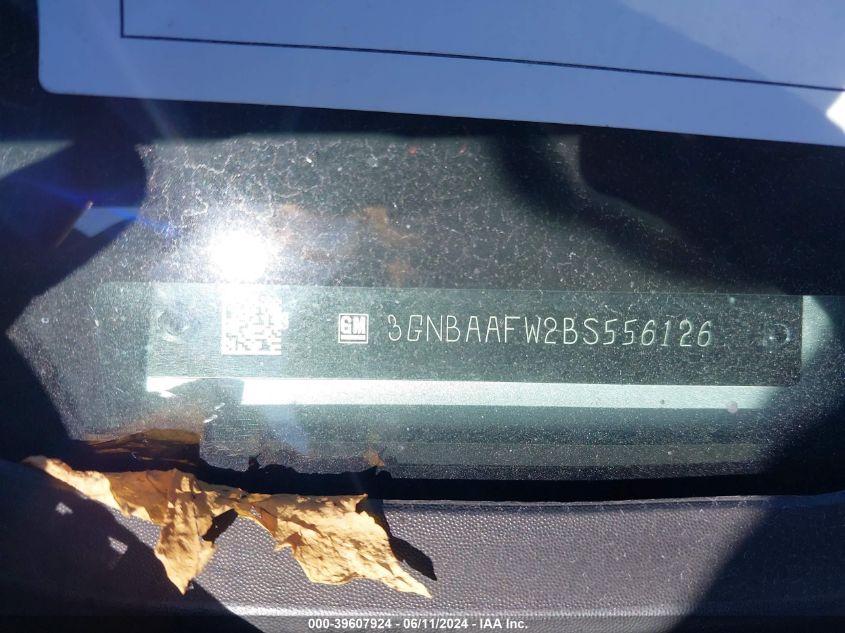 GM 3GNBAAFW2BS556126
000-39607924 - 06/11/2024 - IAA Inc.